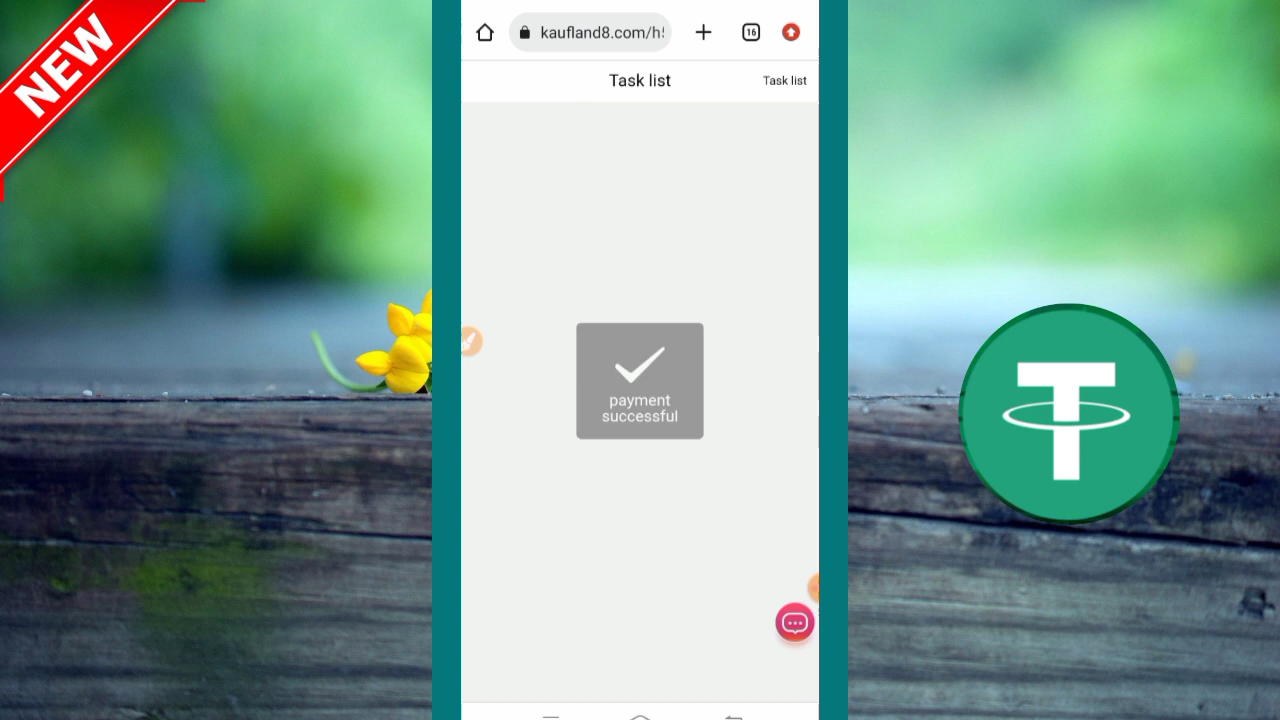 NEW
kaufland8.com/h
16
Task list
Task list
payment
successful